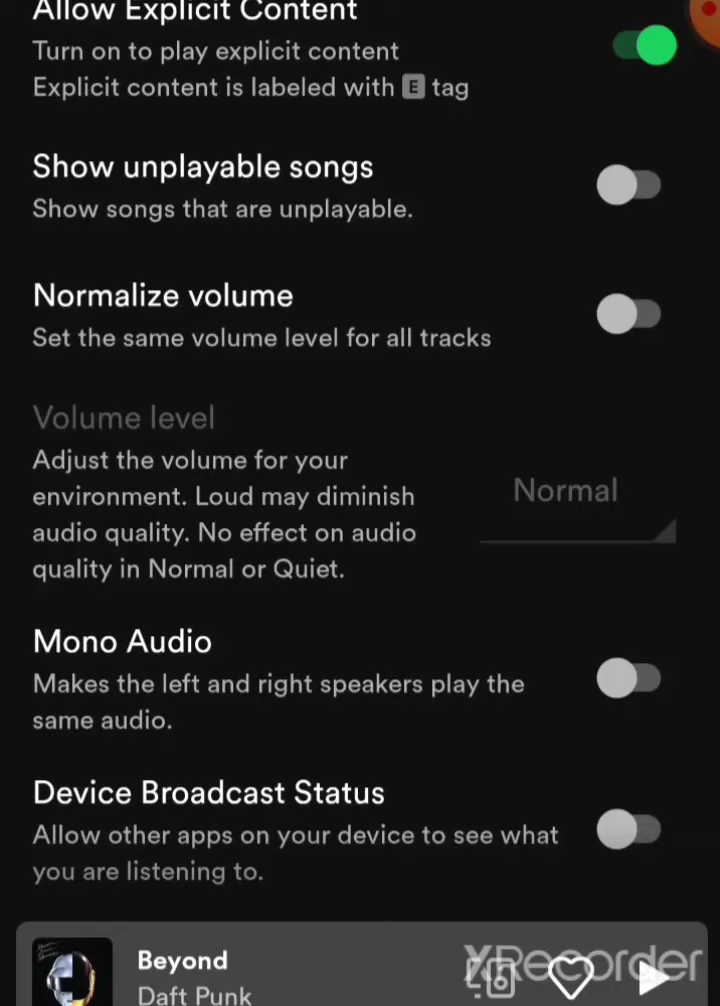 Allow Explicit Content
Turn on to play explicit content
Explicit content is labeled with E tag
Show unplayable songs
Show songs that are unplayable.
Normalize volume
Set the same volume level for all tracks
Volume level
Adjust the volume for your
environment. Loud may diminish
audio quality. No effect on audio
quality in Normal or Quiet.
Normal
Mono Audio
Makes the left and right speakers play the
same audio.
Device Broadcast Status
Allow other apps on your device to see what
you are listening to.
Beyond
Daft Punk
XRecorder